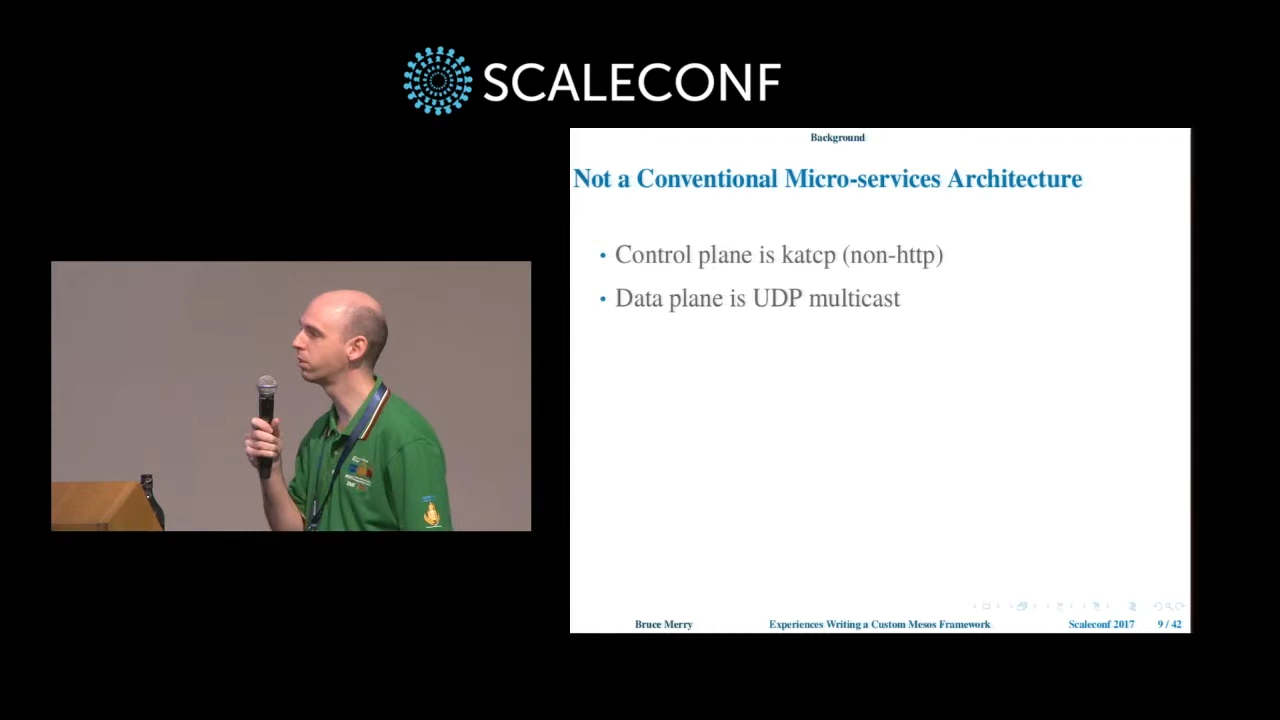 SCALECONF
Background
Not a Conventional Micro-services Architecture
• Control plane is katcp (non-http)
• Data plane is UDP multicast
Bruce Merry Experiences Writing a Custom Mesos Framework Scaleconf 2017 9 / 42